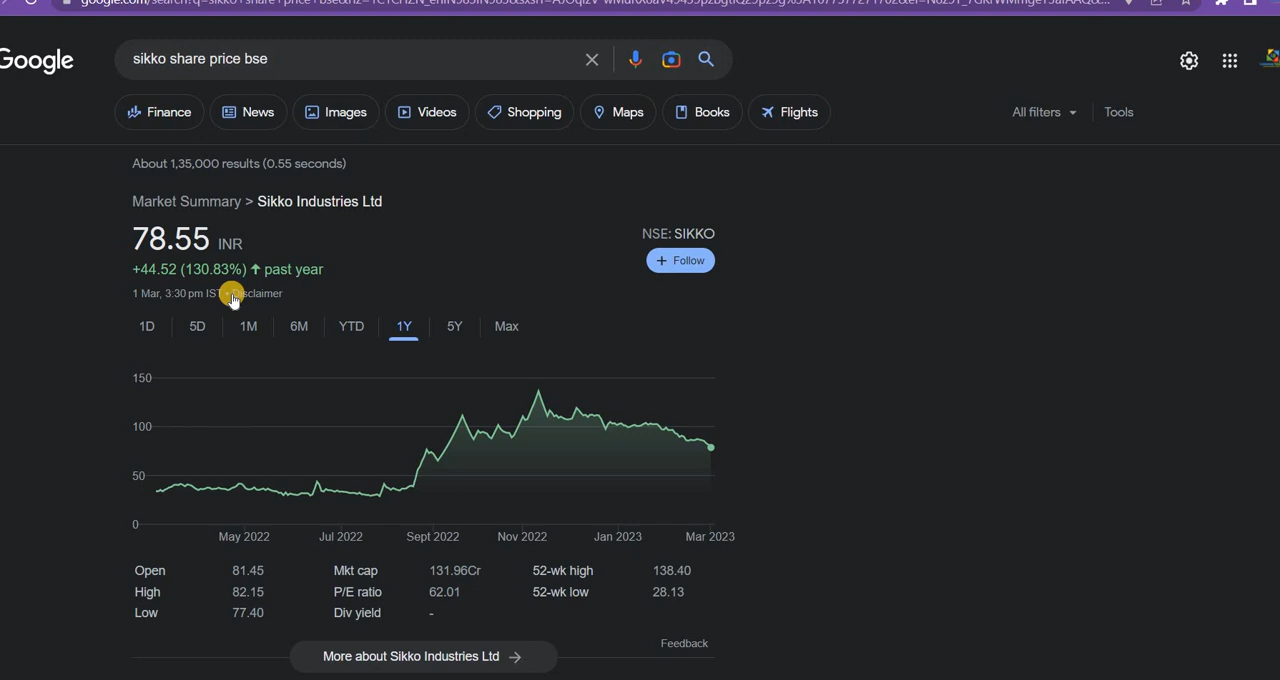 Google
sikko share price bse
Finance
News
Images
Videos
Shopping
Maps
Books
Flights
All filters
Tools
About 1,35,000 results (0.55 seconds)
Market Summary > Sikko Industries Ltd
78.55 INR
NSE: SIKKO
+44.52 (130.83%) ↑ past year
+ Follow
1 Mar, 3:30 pm IST • Disclaimer
1D 5D 1M 6M YTD 1Y 5Y Max
150
100
50
0
May 2022 Jul 2022 Sept 2022 Nov 2022 Jan 2023 Mar 2023
Open 81.45 Mkt cap 131.96Cr 52-wk high 138.40
High 82.15 P/E ratio 62.01 52-wk low 28.13
Low 77.40 Div yield -
Feedback
More about Sikko Industries Ltd →